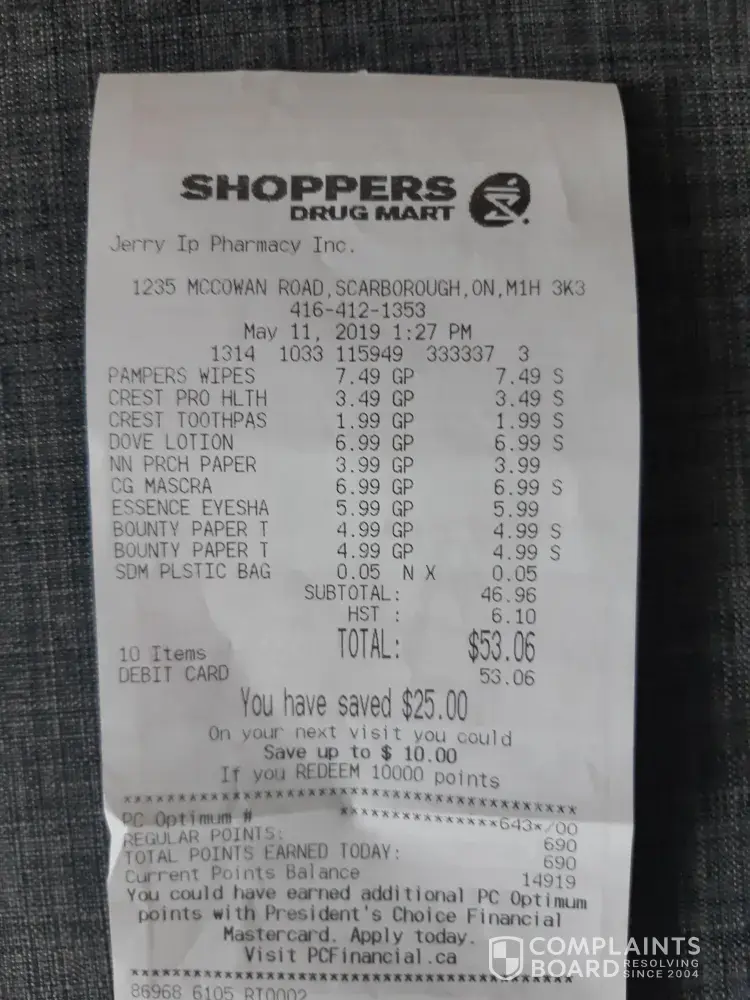 SHOPPERS
DRUG MART
Jerry Ip Pharmacy Inc.
1235 MCCOWAN ROAD,SCARBOROUGH,ON,M1H 3K3
416-412-1353
May 11, 2019 1:27 PM
1314 1033 115949 333337 3
PAMPERS WIPES 7.49 GP 7.49 S
CREST PRO HLTH 3.49 GP 3.49 S
CREST TOOTHPAS 1.99 GP 1.99 S
DOVE LOTION 6.99 GP 6.99 S
NN PRCH PAPER 3.99 GP 3.99
CG MASCRA 6.99 GP 6.99 S
ESSENCE EYESHA 5.99 GP 5.99
BOUNTY PAPER T 4.99 GP 4.99 S
BOUNTY PAPER T 4.99 GP 4.99 S
SDM PLSTIC BAG 0.05 N X 0.05
SUBTOTAL: 46.96
HST : 6.10
TOTAL: $53.06
10 Items
DEBIT CARD 53.06
You have saved $25.00
On your next visit you could
Save up to $ 10.00
If you REDEEM 10000 points
******************************************
PC Optimum # ************643*/00
REGULAR POINTS: 690
TOTAL POINTS EARNED TODAY: 690
Current Points Balance 14919
You could have earned additional PC Optimum
points with President's Choice Financial
Mastercard. Apply today.
Visit PCFinancial.ca
******************************************
86968 6105 RT0002
COMPLAINTS
BOARD RESOLVING
SINCE 2004